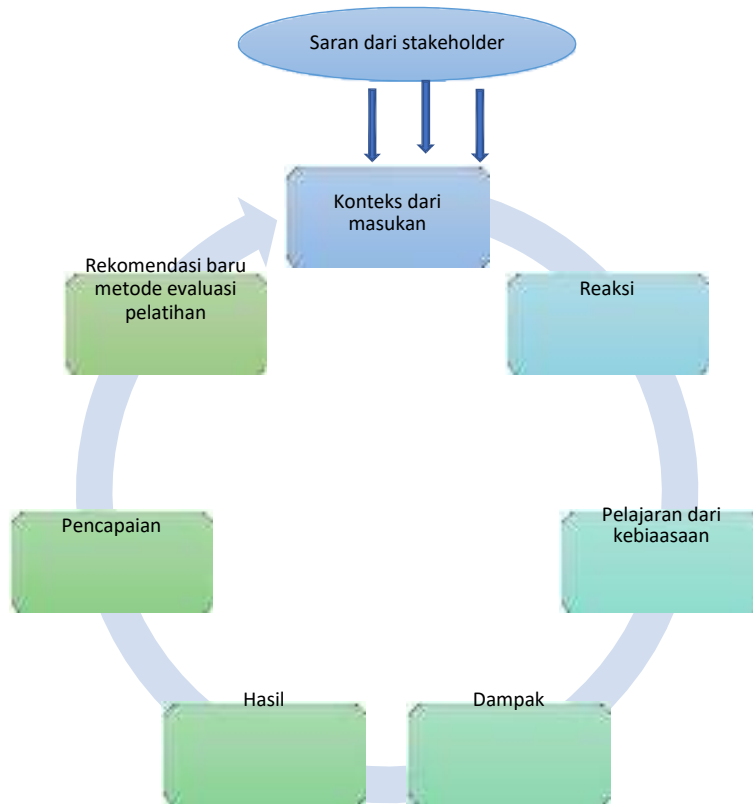 Saran dari stakeholder
Konteks dari
masukan
Reaksi
Pelajaran dari
kebiaasaan
Dampak
Hasil
Pencapaian
Rekomendasi baru
metode evaluasi
pelatihan